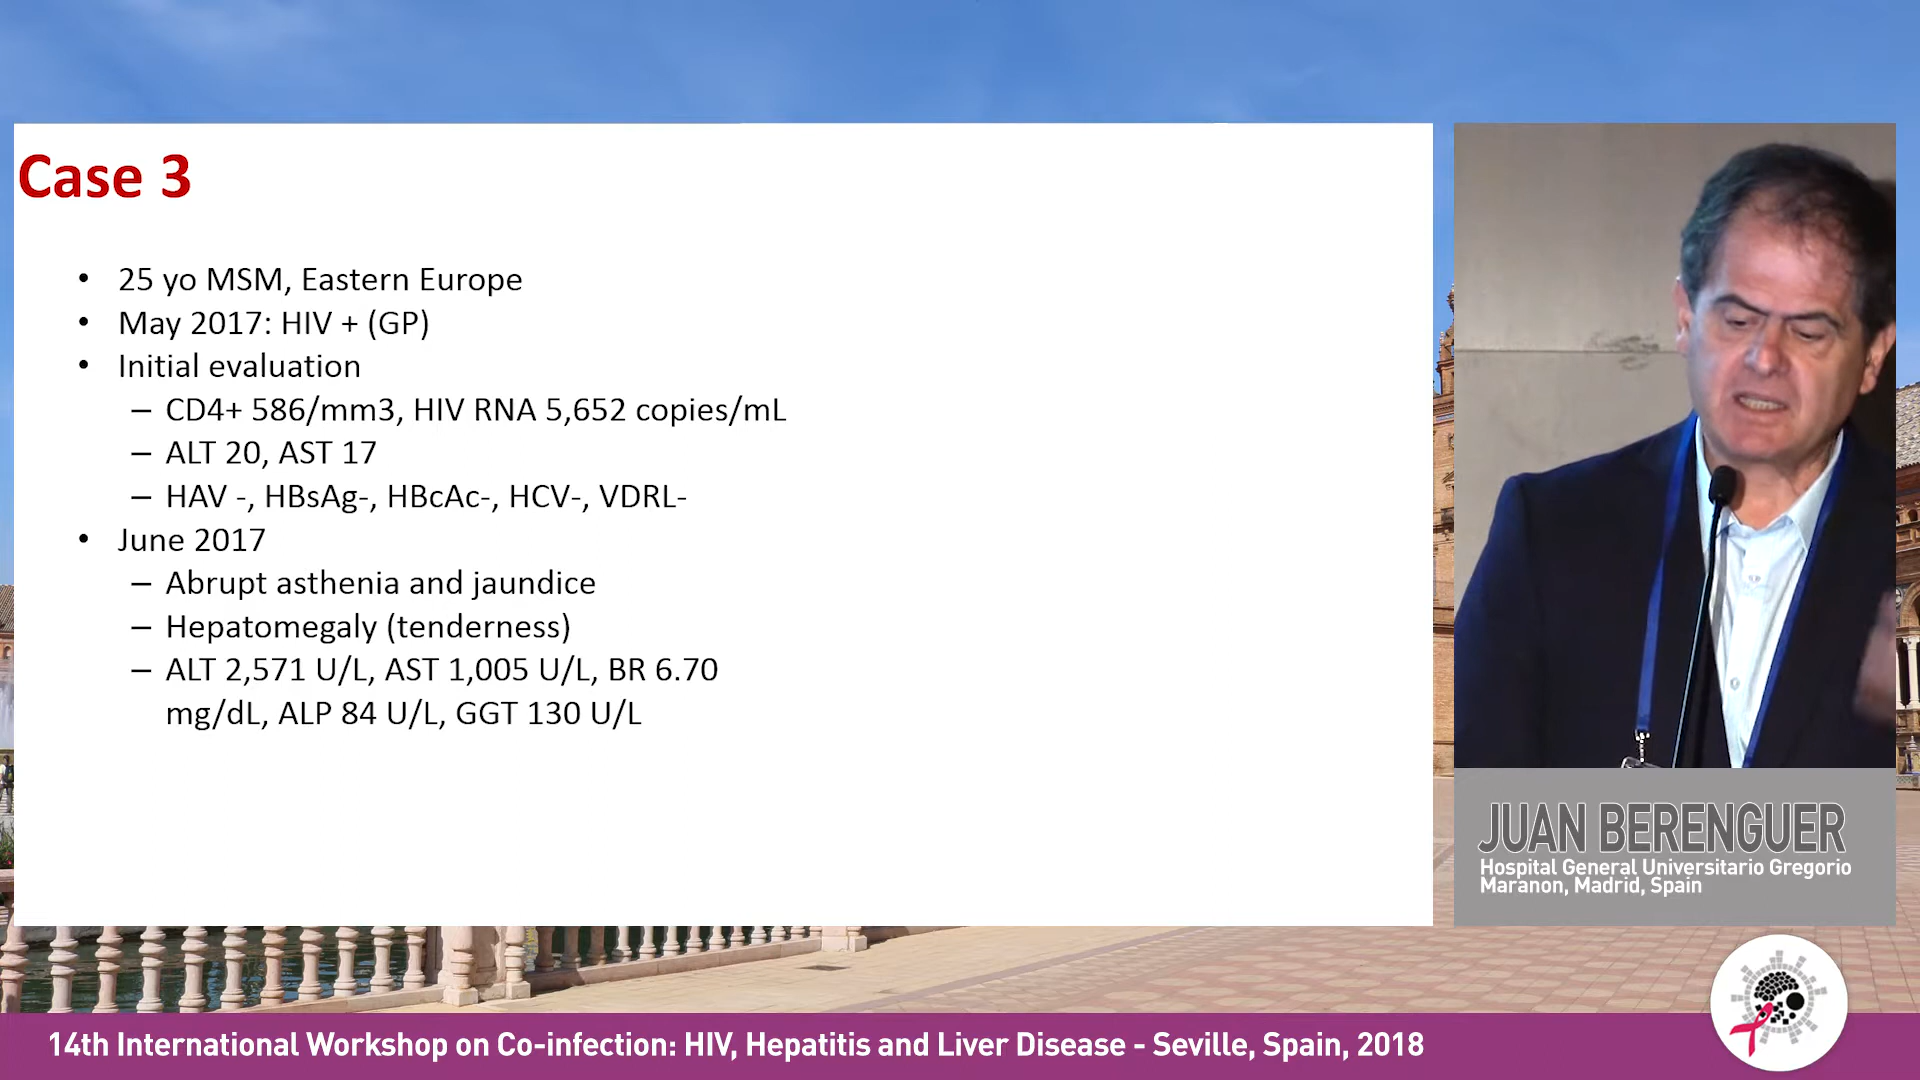 Case 3
• 25 yo MSM, Eastern Europe
• May 2017: HIV + (GP)
• Initial evaluation
– CD4+ 586/mm3, HIV RNA 5,652 copies/mL
– ALT 20, AST 17
– HAV -, HBsAg-, HBcAc-, HCV-, VDRL-
• June 2017
– Abrupt asthenia and jaundice
– Hepatomegaly (tenderness)
– ALT 2,571 U/L, AST 1,005 U/L, BR 6.70
mg/dL, ALP 84 U/L, GGT 130 U/L
JUAN BERENGUER
Hospital General Universitario Gregorio
Maranon, Madrid, Spain
14th International Workshop on Co-infection: HIV, Hepatitis and Liver Disease - Seville, Spain, 2018